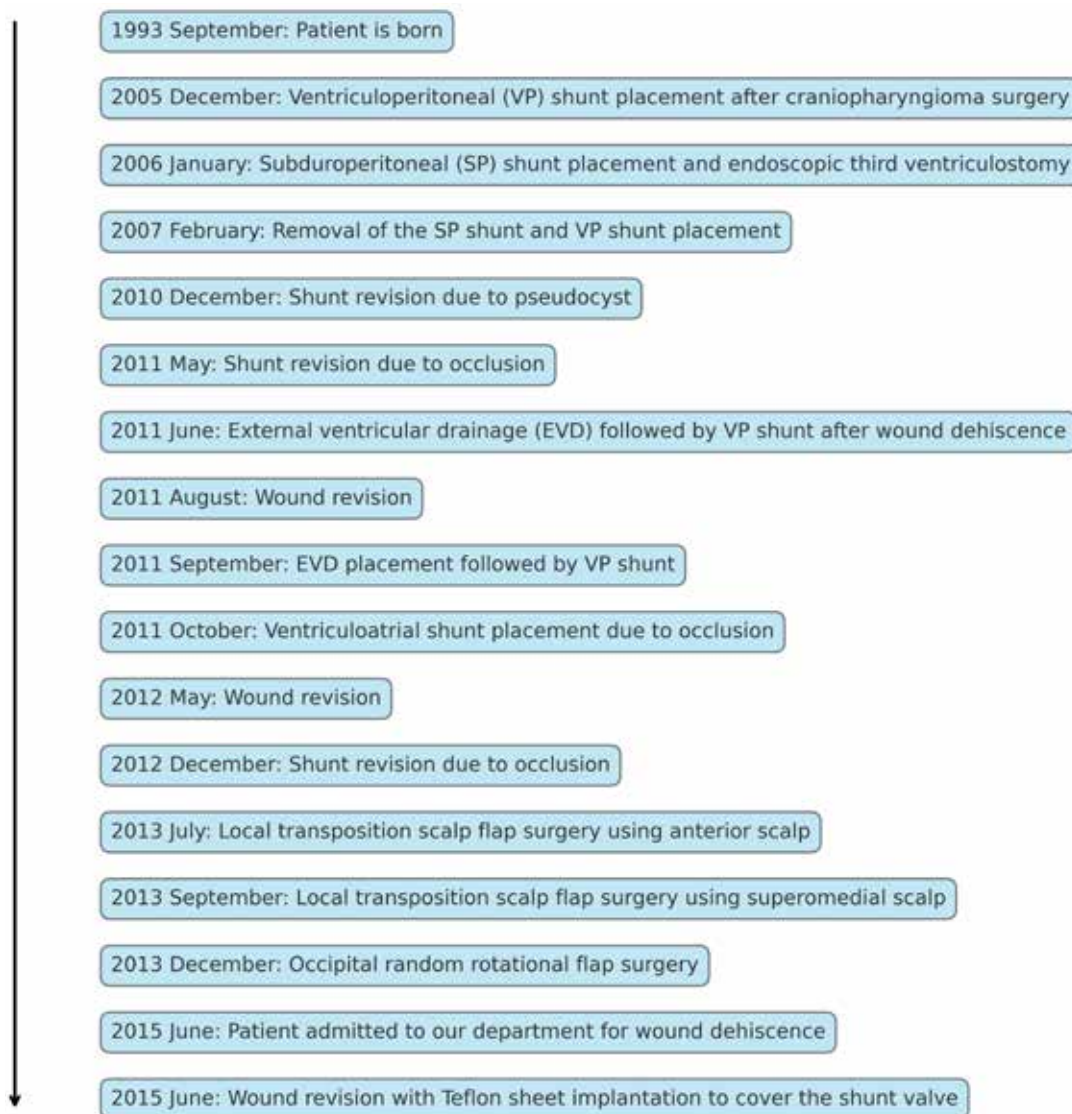 1993 September: Patient is born
2005 December: Ventriculoperitoneal (VP) shunt placement after craniopharyngioma surgery
2006 January: Subduroperitoneal (SP) shunt placement and endoscopic third ventriculostomy
2007 February: Removal of the SP shunt and VP shunt placement
2010 December: Shunt revision due to pseudocyst
2011 May: Shunt revision due to occlusion
2011 June: External ventricular drainage (EVD) followed by VP shunt after wound dehiscence
2011 August: Wound revision
2011 September: EVD placement followed by VP shunt
2011 October: Ventriculoatrial shunt placement due to occlusion
2012 May: Wound revision
2012 December: Shunt revision due to occlusion
2013 July: Local transposition scalp flap surgery using anterior scalp
2013 September: Local transposition scalp flap surgery using superomedial scalp
2013 December: Occipital random rotational flap surgery
2015 June: Patient admitted to our department for wound dehiscence
2015 June: Wound revision with Teflon sheet implantation to cover the shunt valve